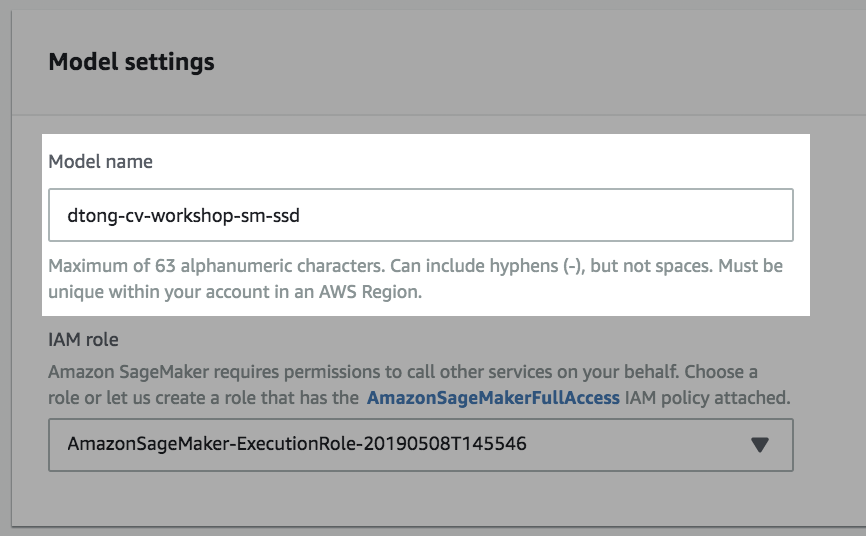 Model settings
Model name
dtong-cv-workshop-sm-ssd
Maximum of 63 alphanumeric characters. Can include hyphens (-), but not spaces. Must be
unique within your account in an AWS Region.
IAM role
Amazon SageMaker requires permissions to call other services on your behalf. Choose a
role or let us create a role that has the AmazonSageMakerFullAccess IAM policy attached.
AmazonSageMaker-ExecutionRole-20190508T145546